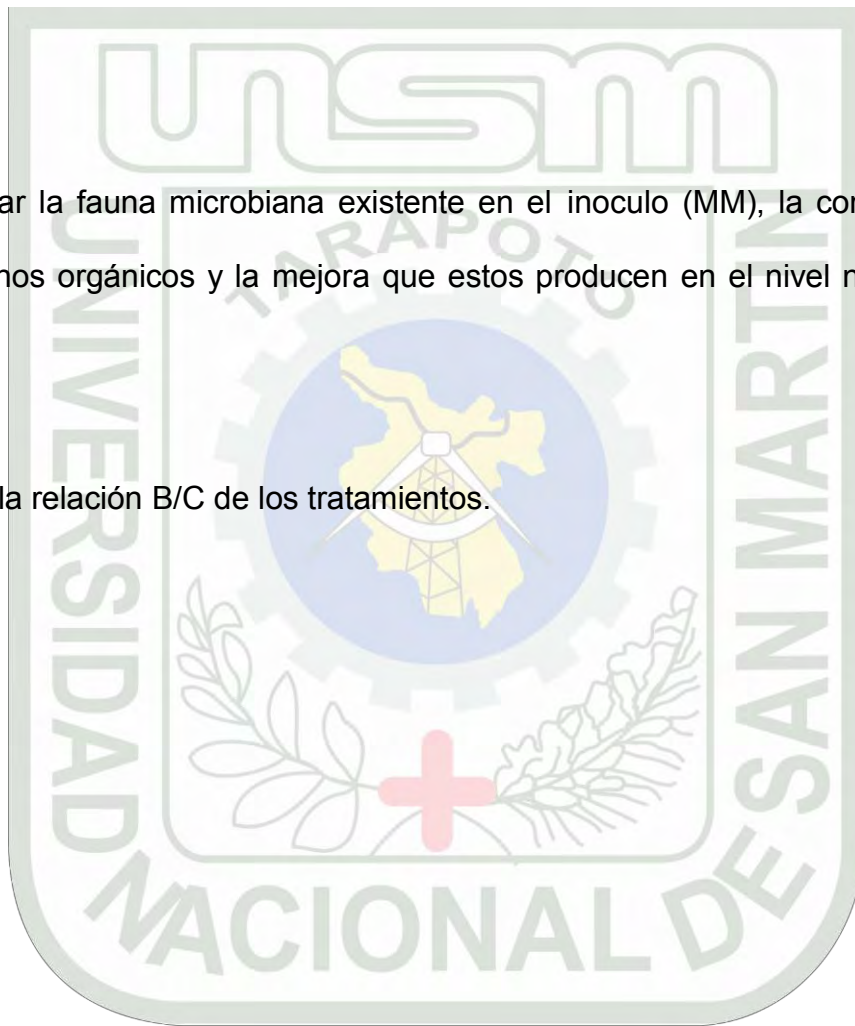 unsm
ar la fauna microbiana existente en el inoculo (MM), la
TARAPOTO
nos orgánicos y la mejora que estos producen en el nivel
la relación B/C de los tratamientos.
UNIVERSIDAD
NACIONAL DE
SAN MARTIN